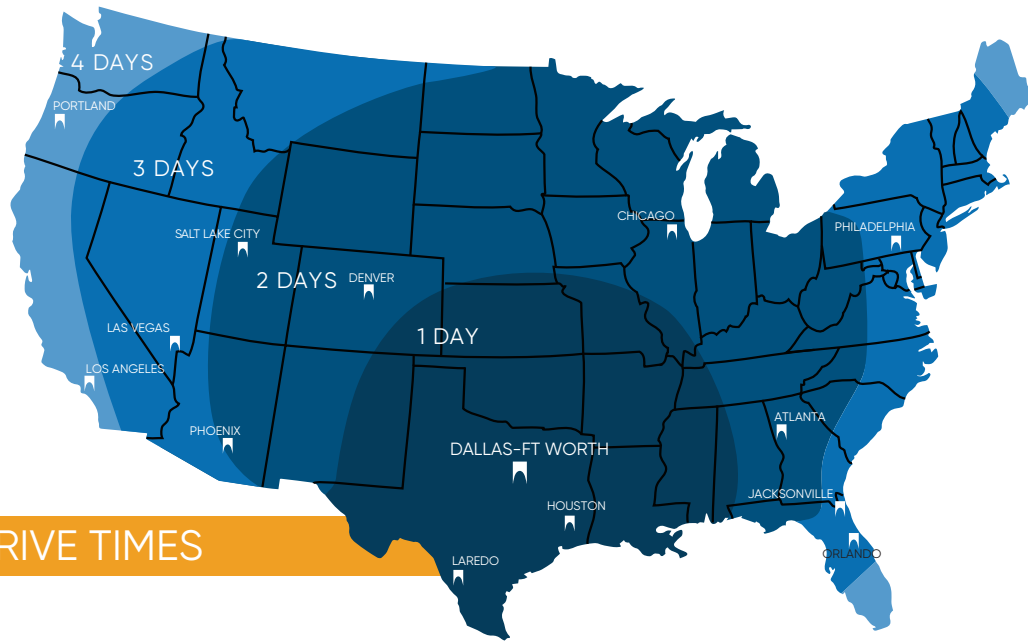 4 DAYS
PORTLAND
3 DAYS
CHICAGO
PHILADELPHIA
SALT LAKE CITY
2 DAYS
DENVER
LAS VEGAS
1 DAY
LOS ANGELES
ATLANTA
PHOENIX
DALLAS-FT WORTH
JACKSONVILLE
HOUSTON
RIVE TIMES
ORLANDO
LAREDO